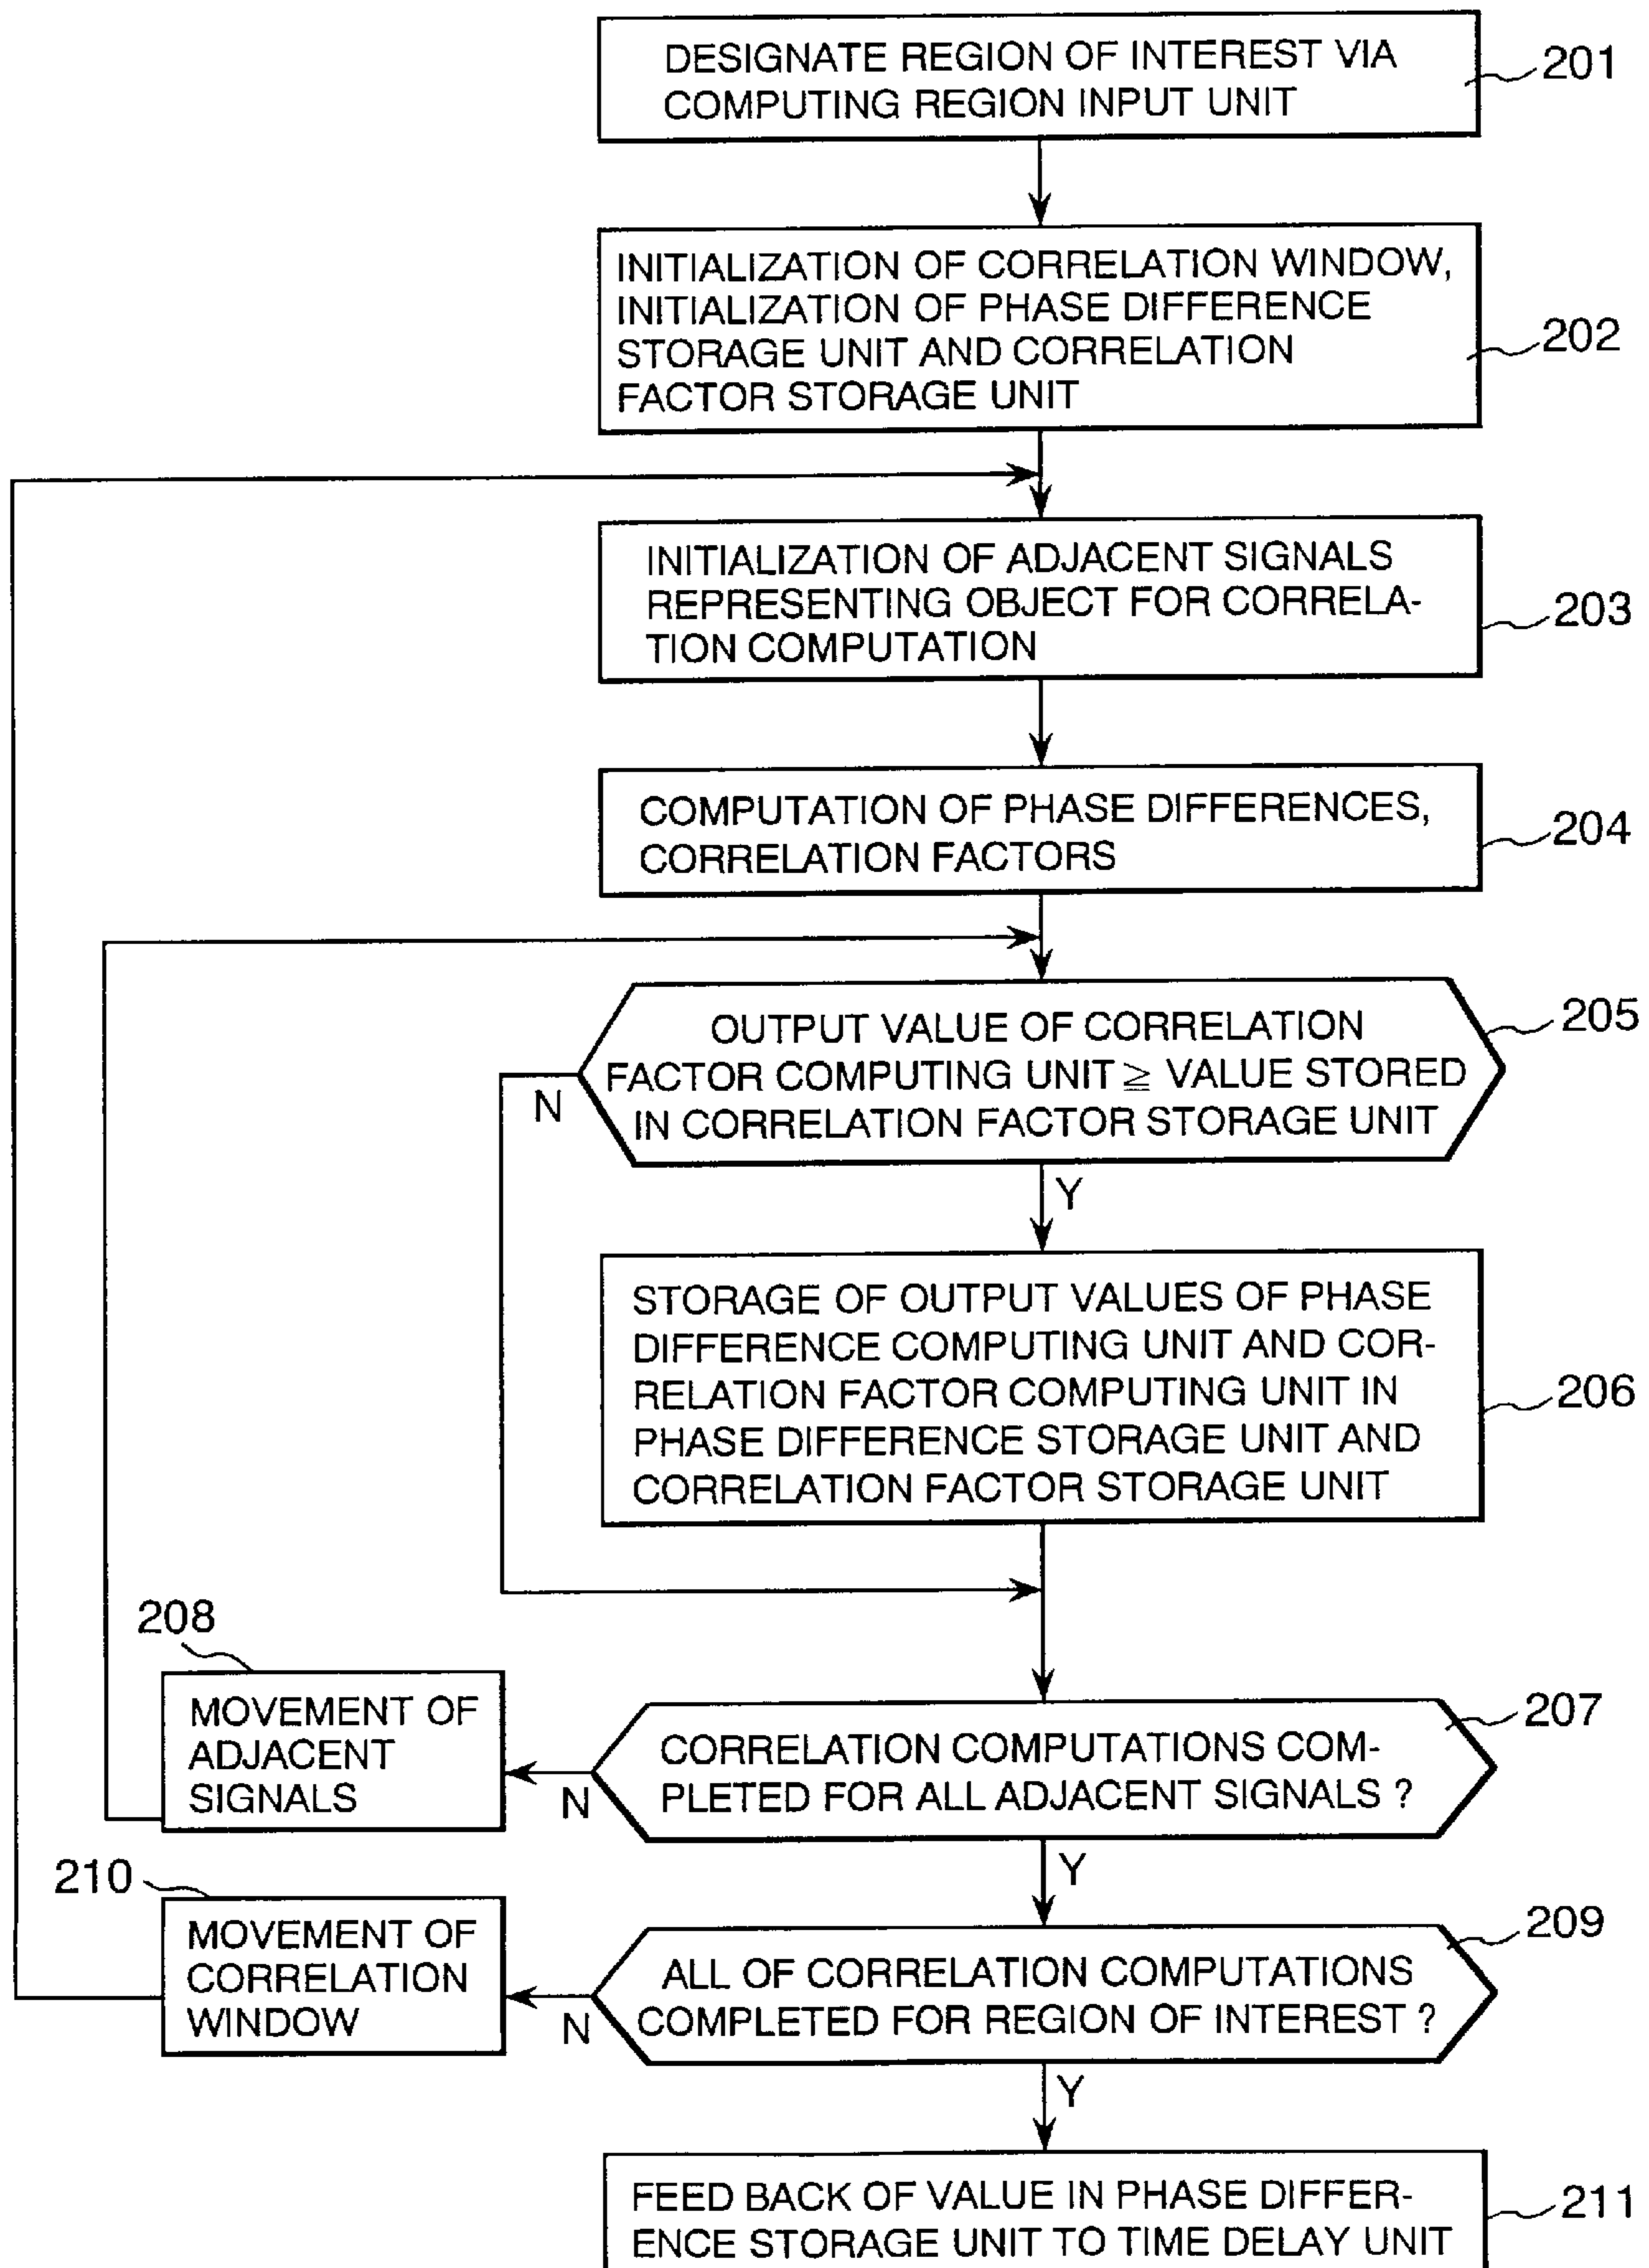 DESIGNATE REGION OF INTEREST VIA
COMPUTING REGION INPUT UNIT
201
INITIALIZATION OF CORRELATION WINDOW,
INITIALIZATION OF PHASE DIFFERENCE
STORAGE UNIT AND CORRELATION
FACTOR STORAGE UNIT
202
INITIALIZATION OF ADJACENT SIGNALS
REPRESENTING OBJECT FOR CORRELA-
TION COMPUTATION
203
COMPUTATION OF PHASE DIFFERENCES,
CORRELATION FACTORS
204
OUTPUT VALUE OF CORRELATION
FACTOR COMPUTING UNIT ≧ VALUE STORED
IN CORRELATION FACTOR STORAGE UNIT
205
N
Y
STORAGE OF OUTPUT VALUES OF PHASE
DIFFERENCE COMPUTING UNIT AND COR-
RELATION FACTOR COMPUTING UNIT IN
PHASE DIFFERENCE STORAGE UNIT AND
CORRELATION FACTOR STORAGE UNIT
206
208
MOVEMENT OF
ADJACENT
SIGNALS
N
CORRELATION COMPUTATIONS COM-
PLETED FOR ALL ADJACENT SIGNALS ?
207
Y
210
MOVEMENT OF
CORRELATION
WINDOW
N
ALL OF CORRELATION COMPUTATIONS
COMPLETED FOR REGION OF INTEREST ?
209
Y
FEED BACK OF VALUE IN PHASE DIFFER-
ENCE STORAGE UNIT TO TIME DELAY UNIT
211